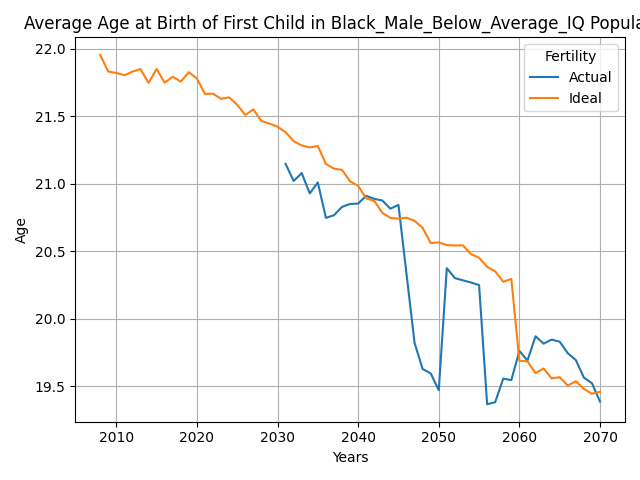 Average Age at Birth of First Child in Black_Male_Below_Average_IQ Popula
22.0
21.5
21.0
20.5
20.0
19.5
Age
Fertility
Actual
Ideal
2010 2020 2030 2040 2050 2060 2070
Years